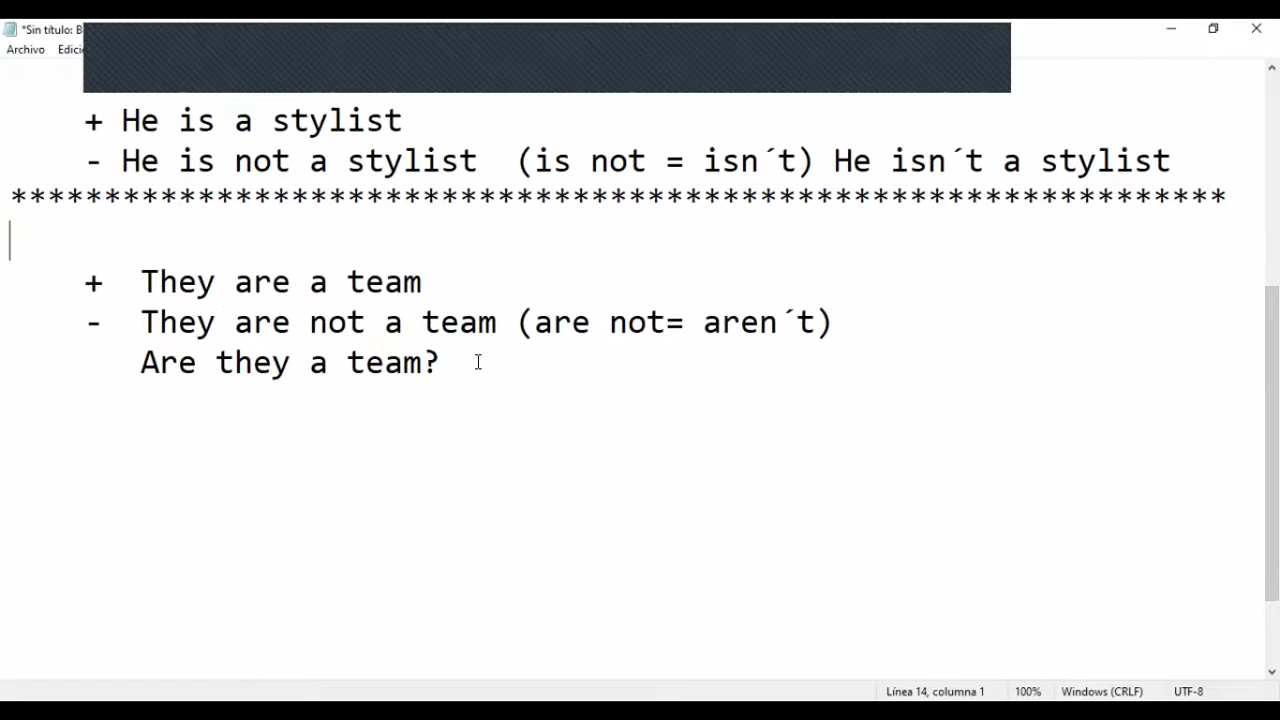 *Sin título: B
Archivo Edici
+ He is a stylist
- He is not a stylist (is not = isn´t) He isn´t a stylist
*****************************************************************
+ They are a team
- They are not a team (are not= aren´t)
Are they a team?
Línea 14, columna 1 100% Windows (CRLF) UTF-8